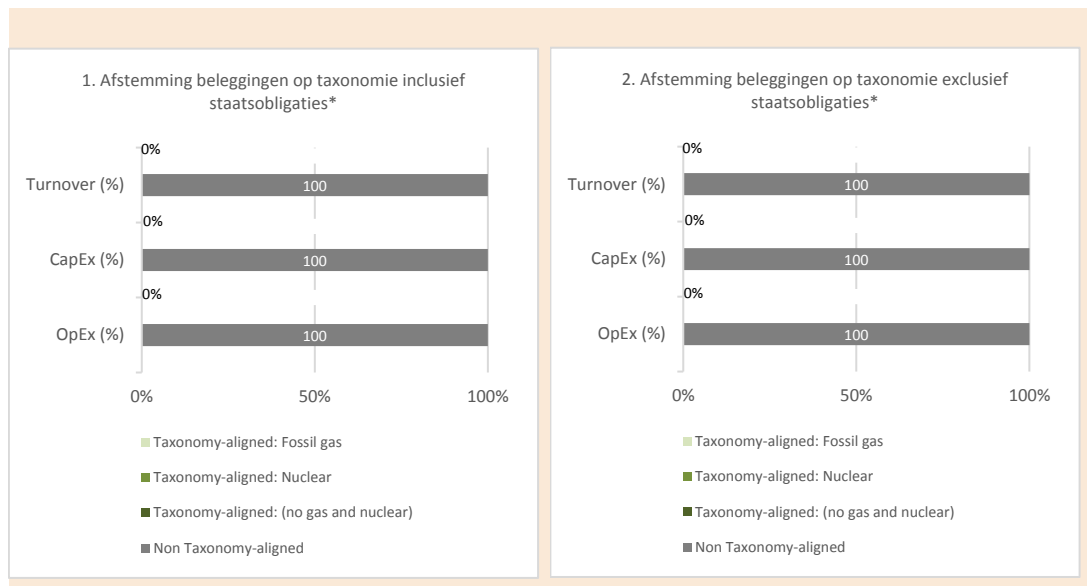 1. Afstemming beleggingen op taxonomie inclusief
staatsobligaties*
0%
Turnover (%)
100
0%
CapEx (%)
100
0%
OpEx (%)
100
0%
50%
100%
Taxonomy-aligned: Fossil gas
Taxonomy-aligned: Nuclear
Taxonomy-aligned: (no gas and nuclear)
Non Taxonomy-aligned
2. Afstemming beleggingen op taxonomie exclusief
staatsobligaties*
0%
Turnover (%)
100
0%
CapEx (%)
100
0%
OpEx (%)
100
0%
50%
100%
Taxonomy-aligned: Fossil gas
Taxonomy-aligned: Nuclear
Taxonomy-aligned: (no gas and nuclear)
Non Taxonomy-aligned